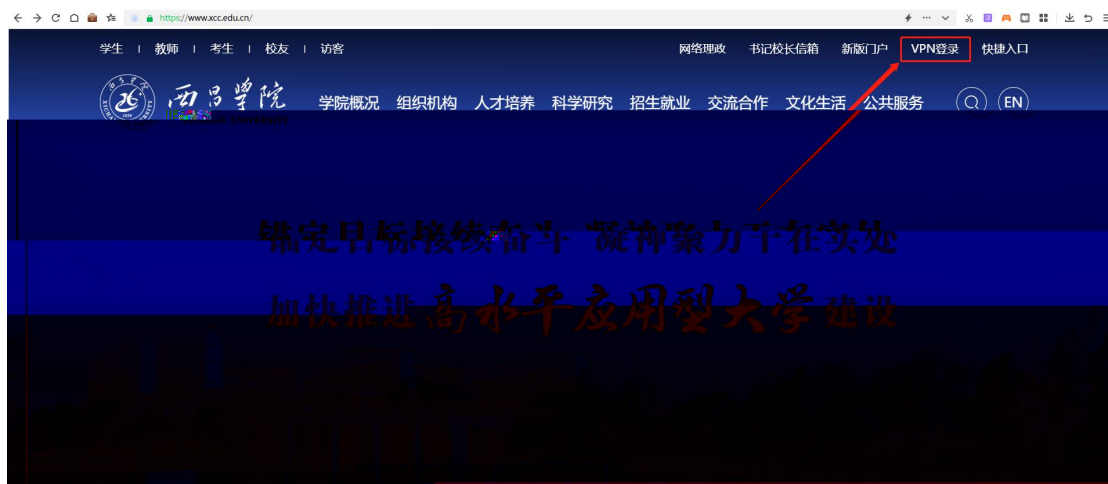 https://www.xcc.edu.cn/
学生 | 教师 | 考生 | 校友 | 访客
网络理政 书记校长信箱 新版门户 VPN登录 快捷入口
西昌学院
学院概况 组织机构 人才培养 科学研究 招生就业 交流合作 文化生活 公共服务 EN
锚定目标接续奋斗 凝神聚力干在实处
加快推进高水平应用型大学建设